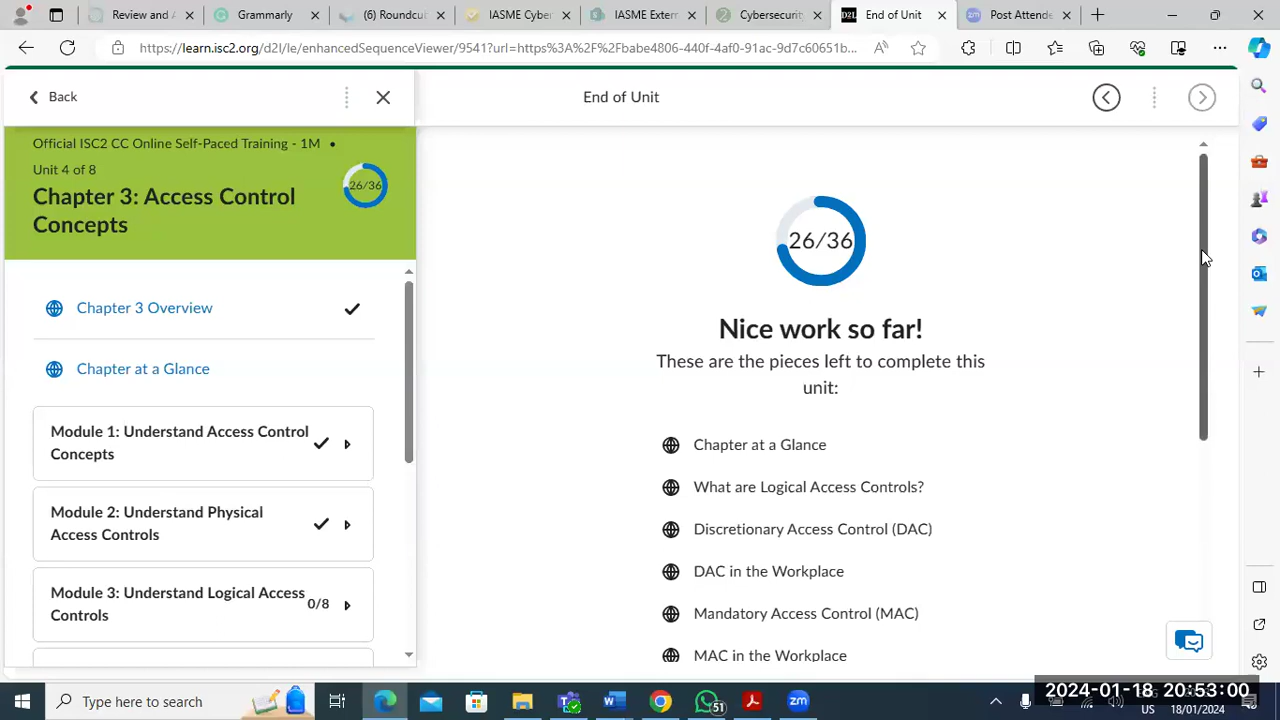 Review and A
Grammarly
(6) Roundcub
IASME Cyber
IASME Extern
Cybersecurity
D2L
End of Unit
zm
Post Attende
https://learn.isc2.org/d2l/le/enhancedSequenceViewer/9541?url=https%3A%2F%2Fbabe4806-440f-4af0-91ac-9d7c60651b...
Back
End of Unit
Official ISC2 CC Online Self-Paced Training - 1M •
Unit 4 of 8
Chapter 3: Access Control
Concepts
26/36
Chapter 3 Overview
Chapter at a Glance
Module 1: Understand Access Control
Concepts
Module 2: Understand Physical
Access Controls
Module 3: Understand Logical Access
Controls
0/8
26/36
Nice work so far!
These are the pieces left to complete this
unit:
Chapter at a Glance
What are Logical Access Controls?
Discretionary Access Control (DAC)
DAC in the Workplace
Mandatory Access Control (MAC)
MAC in the Workplace
Type here to search
51
zm
2024-01-18 20:53:00
US
18/01/2024